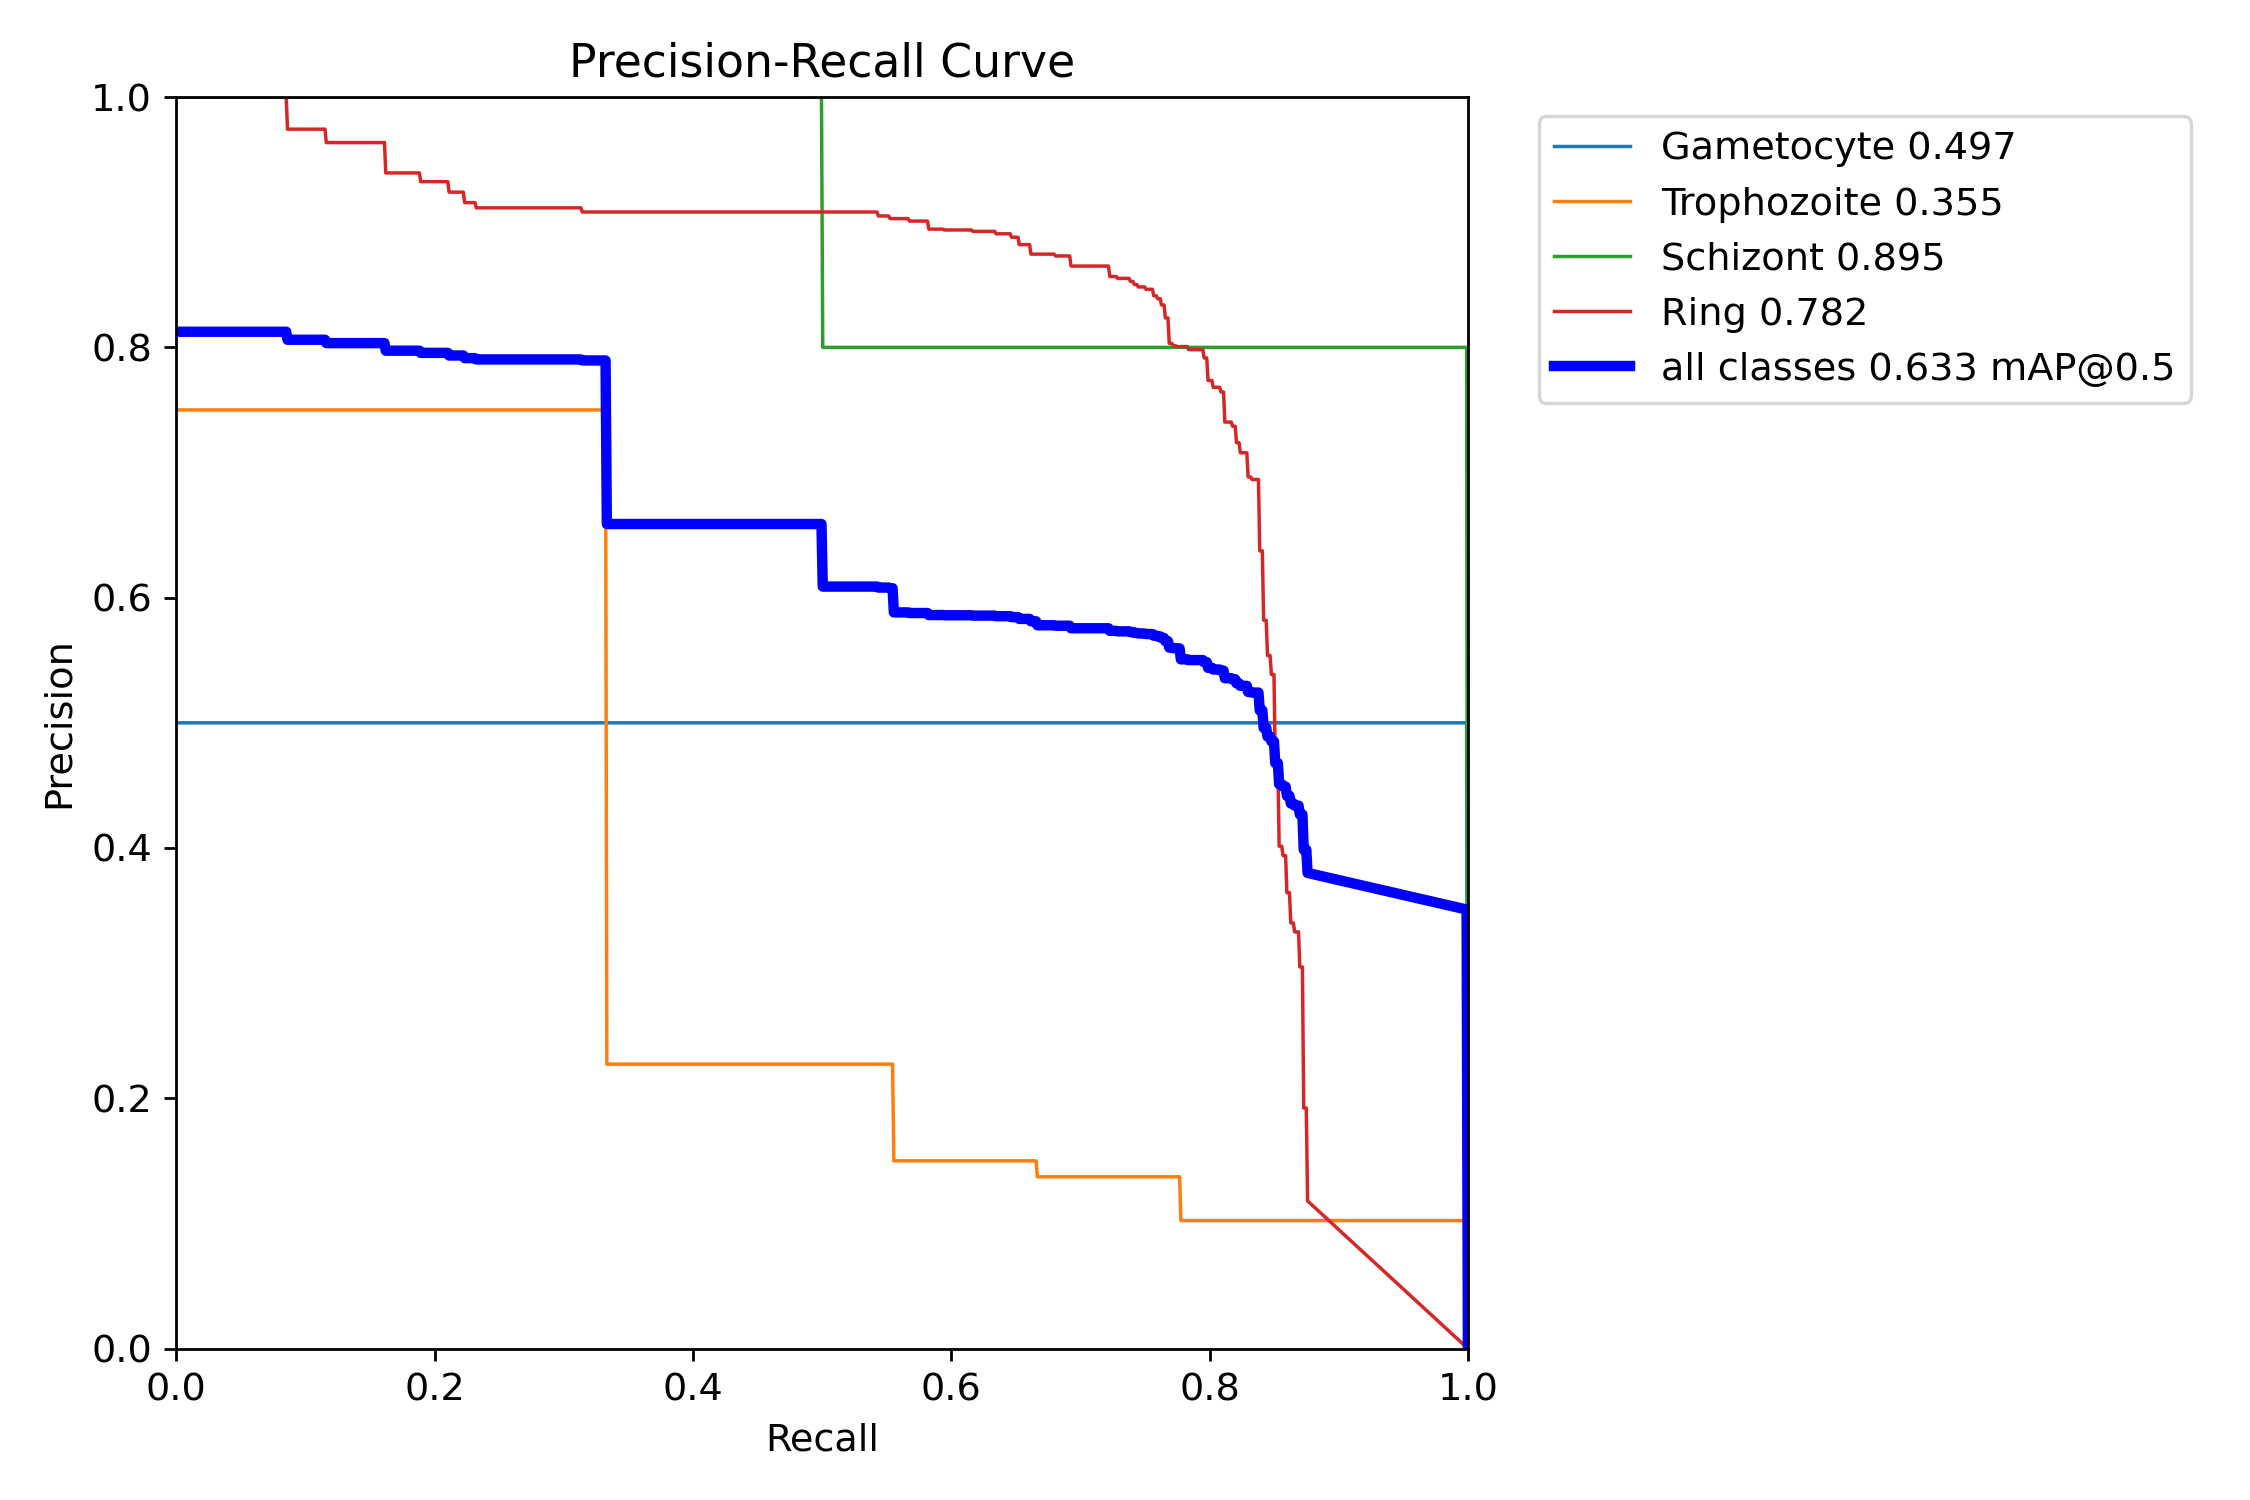 Precision-Recall Curve
1.0
0.8
0.6
0.4
0.2
0.0
Precision
0.0 0.2 0.4 0.6 0.8 1.0
Recall
Gametocyte 0.497
Trophozoite 0.355
Schizont 0.895
Ring 0.782
all classes 0.633 mAP@0.5